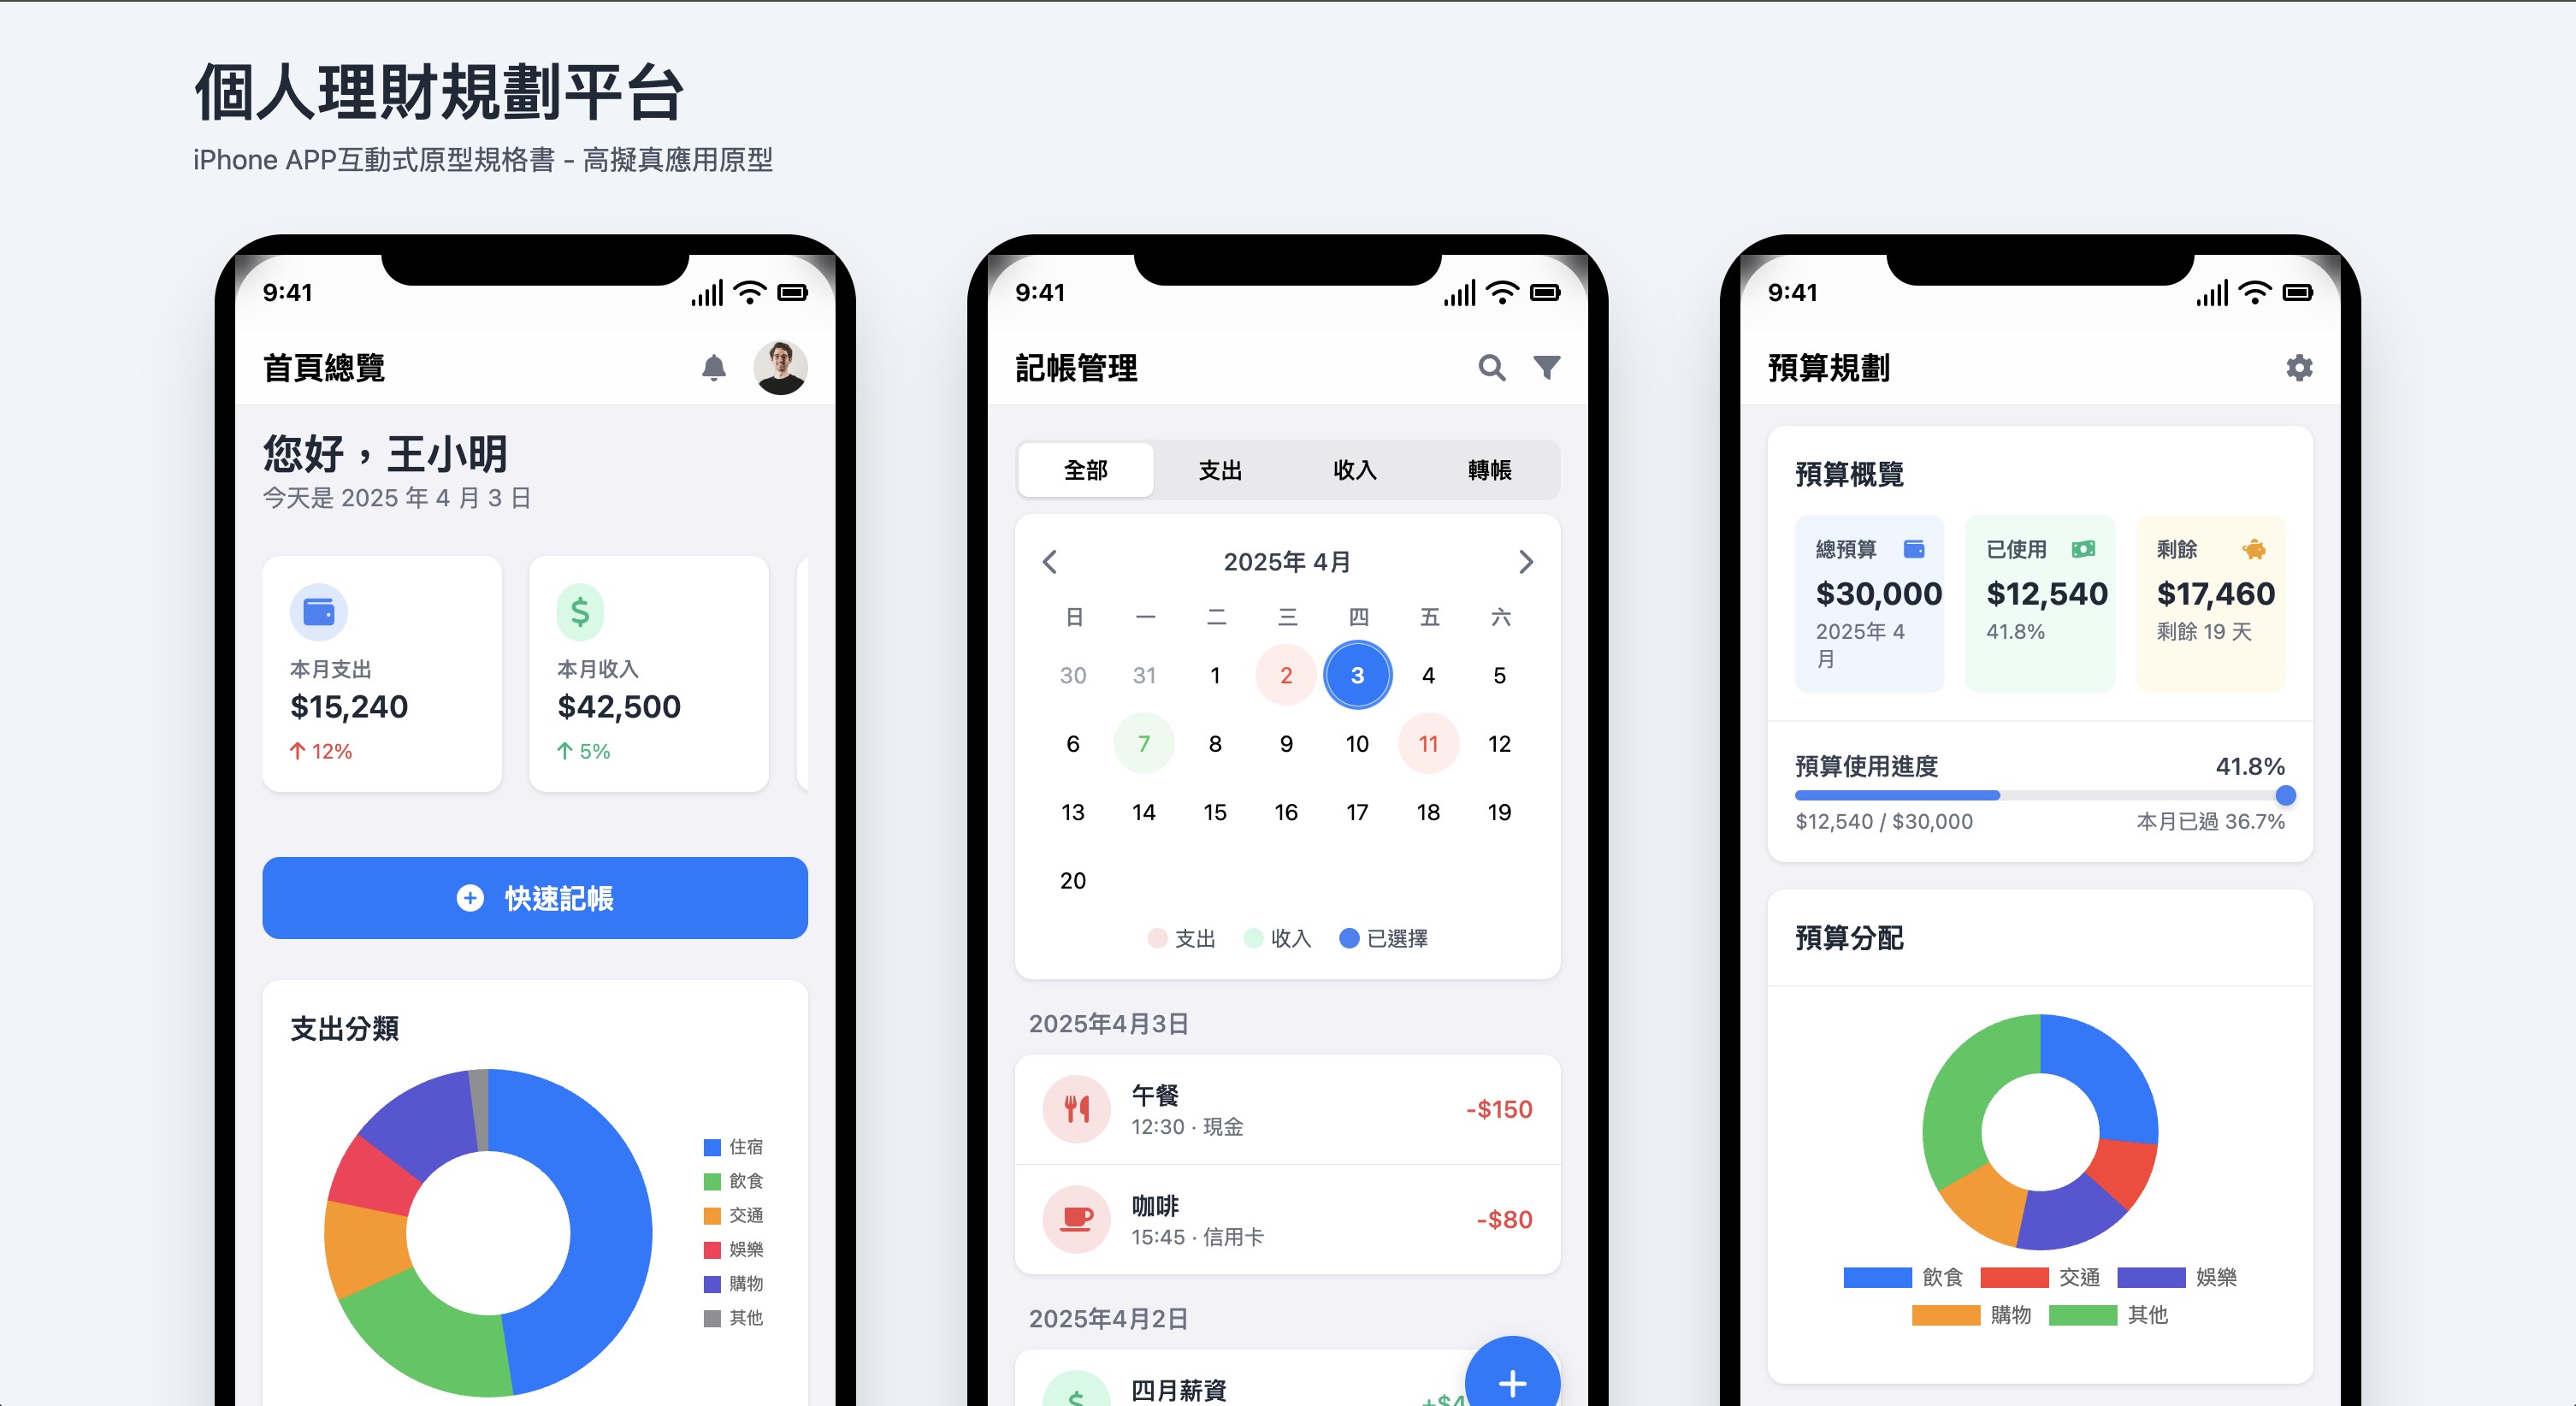 個人理財規劃平台
iPhone APP互動式原型規格書 - 高擬真應用原型
9:41
首頁總覽
您好，王小明
今天是 2025 年 4 月 3 日
本月支出
$15,240
12%
本月收入
$42,500
5%
快速記帳
支出分類
住宿
飲食
交通
娛樂
購物
其他
9:41
記帳管理
全部 支出 收入 轉帳
2025年 4月
日 一 二 三 四 五 六
30 31 1 2 3 4 5
6 7 8 9 10 11 12
13 14 15 16 17 18 19
20
支出 收入 已選擇
2025年4月3日
午餐
12:30 · 現金
-$150
咖啡
15:45 · 信用卡
-$80
2025年4月2日
四月薪資
+$4
9:41
預算規劃
預算概覽
總預算
$30,000
2025年 4
月
已使用
$12,540
41.8%
剩餘
$17,460
剩餘 19 天
預算使用進度 41.8%
$12,540 / $30,000 本月已過 36.7%
預算分配
飲食 交通 娛樂
購物 其他